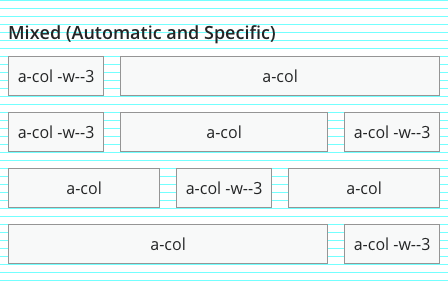 Mixed (Automatic and Specific)
a-col -w--3 a-col
a-col -w--3 a-col a-col -w--3
a-col a-col -w--3 a-col
a-col a-col -w--3